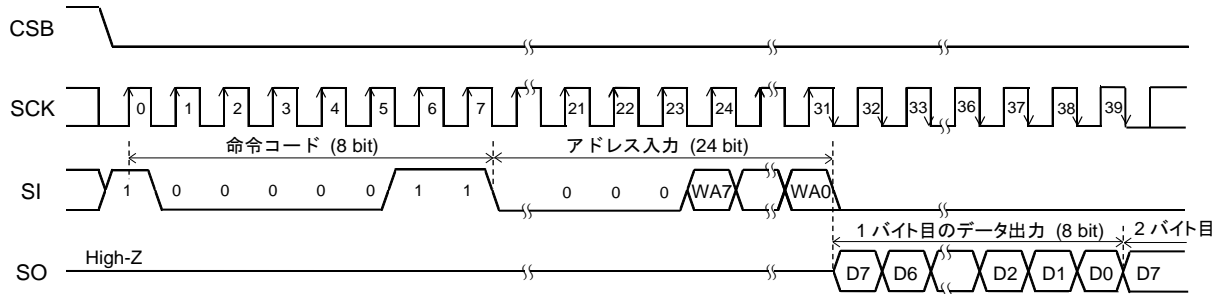 CSB
SCK 0 1 2 3 4 5 6 7 21 22 23 24 31 32 33 36 37 38 39
命令コード (8 bit) アドレス入力 (24 bit)
SI 1 0 0 0 0 0 1 1 0 0 0 WA7 WA0
1 バイト目のデータ出力 (8 bit) 2 バイト目
High-Z
SO D7 D6 D2 D1 D0 D7